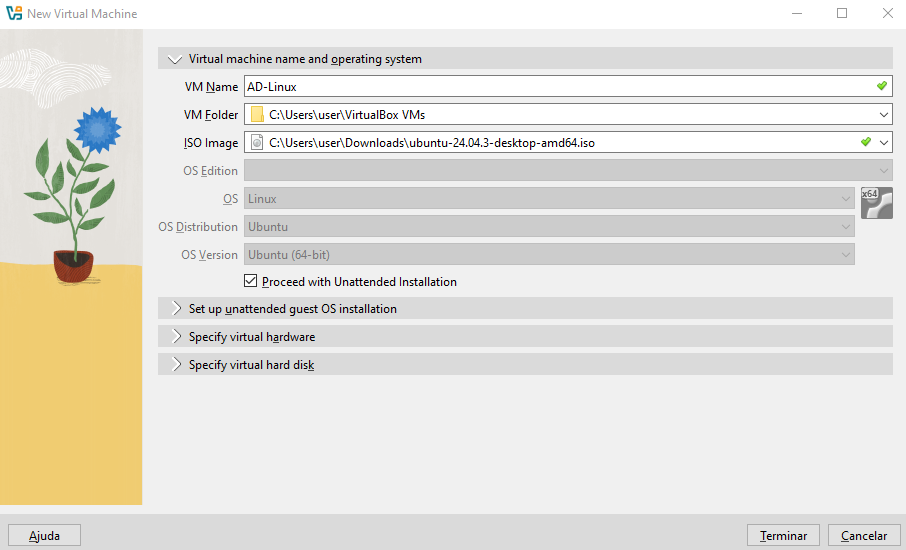 New Virtual Machine
Virtual machine name and operating system
VM Name AD-Linux
VM Folder C:\Users\user\VirtualBox VMs
ISO Image C:\Users\user\Downloads\ubuntu-24.04.3-desktop-amd64.iso
OS Edition
OS Linux x64
OS Distribution Ubuntu
OS Version Ubuntu (64-bit)
Proceed with Unattended Installation
Set up unattended guest OS installation
Specify virtual hardware
Specify virtual hard disk
Ajuda Terminar Cancelar